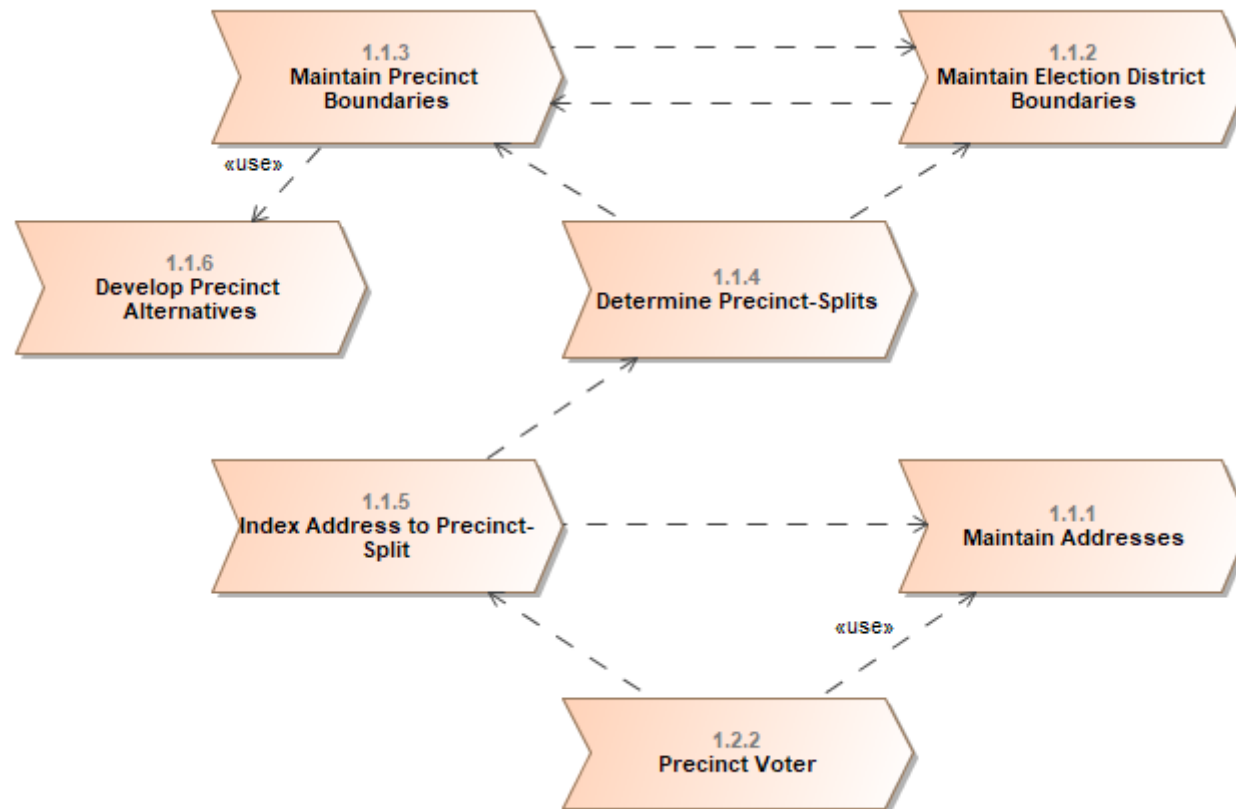 1.1.3
Maintain Precinct
Boundaries
1.1.2
Maintain Election District
Boundaries
«use»
1.1.6
Develop Precinct
Alternatives
1.1.4
Determine Precinct-Splits
1.1.5
Index Address to Precinct-
Split
1.1.1
Maintain Addresses
«use»
1.2.2
Precinct Voter